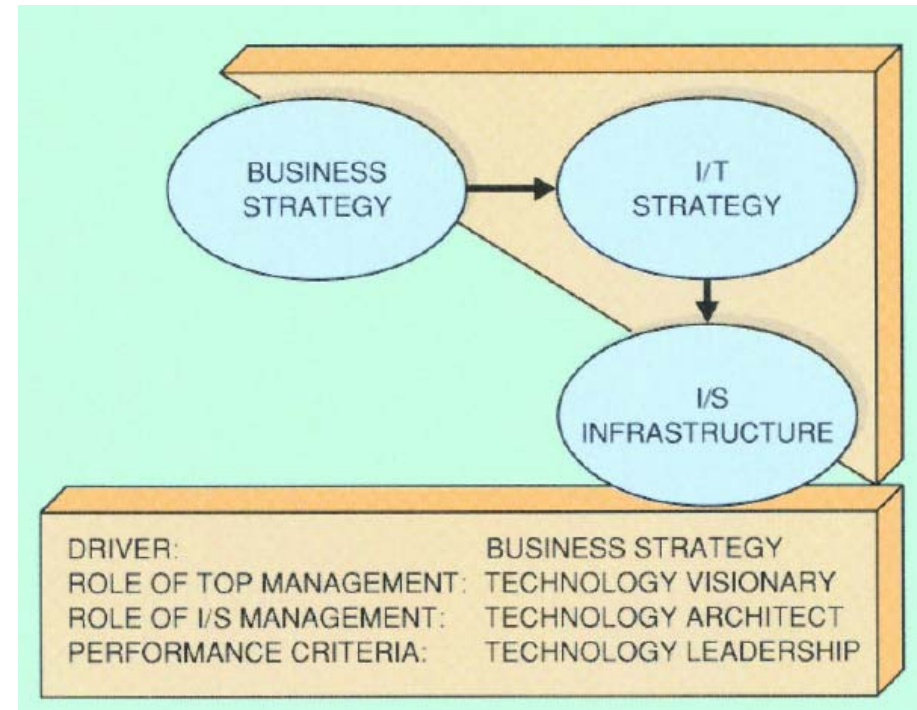 BUSINESS
STRATEGY
I/T
STRATEGY
I/S
INFRASTRUCTURE
DRIVER: BUSINESS STRATEGY
ROLE OF TOP MANAGEMENT: TECHNOLOGY VISIONARY
ROLE OF I/S MANAGEMENT: TECHNOLOGY ARCHITECT
PERFORMANCE CRITERIA: TECHNOLOGY LEADERSHIP